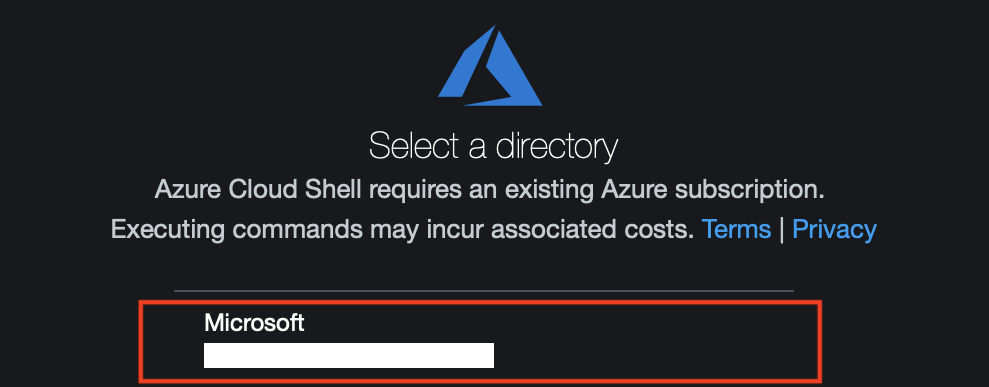 Select a directory
Azure Cloud Shell requires an existing Azure subscription.
Executing commands may incur associated costs. Terms | Privacy
Microsoft